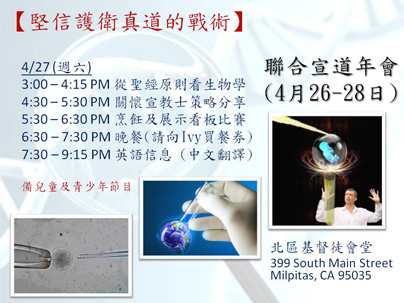 【堅信護衛真道的戰術】
4/27 (週六)
3:00 – 4:15 PM 從聖經原則看生物學
4:30 – 5:30 PM 關懷宣教士策略分享
5:30 – 6:30 PM 烹飪及展示看板比賽
6:30 – 7:30 PM 晚餐(請向Ivy買餐券)
7:30 – 9:15 PM 英語信息 (中文翻譯)
備兒童及青少年節目
聯合宣道年會
(4月26-28日)
北區基督徒會堂
399 South Main Street
Milpitas, CA 95035